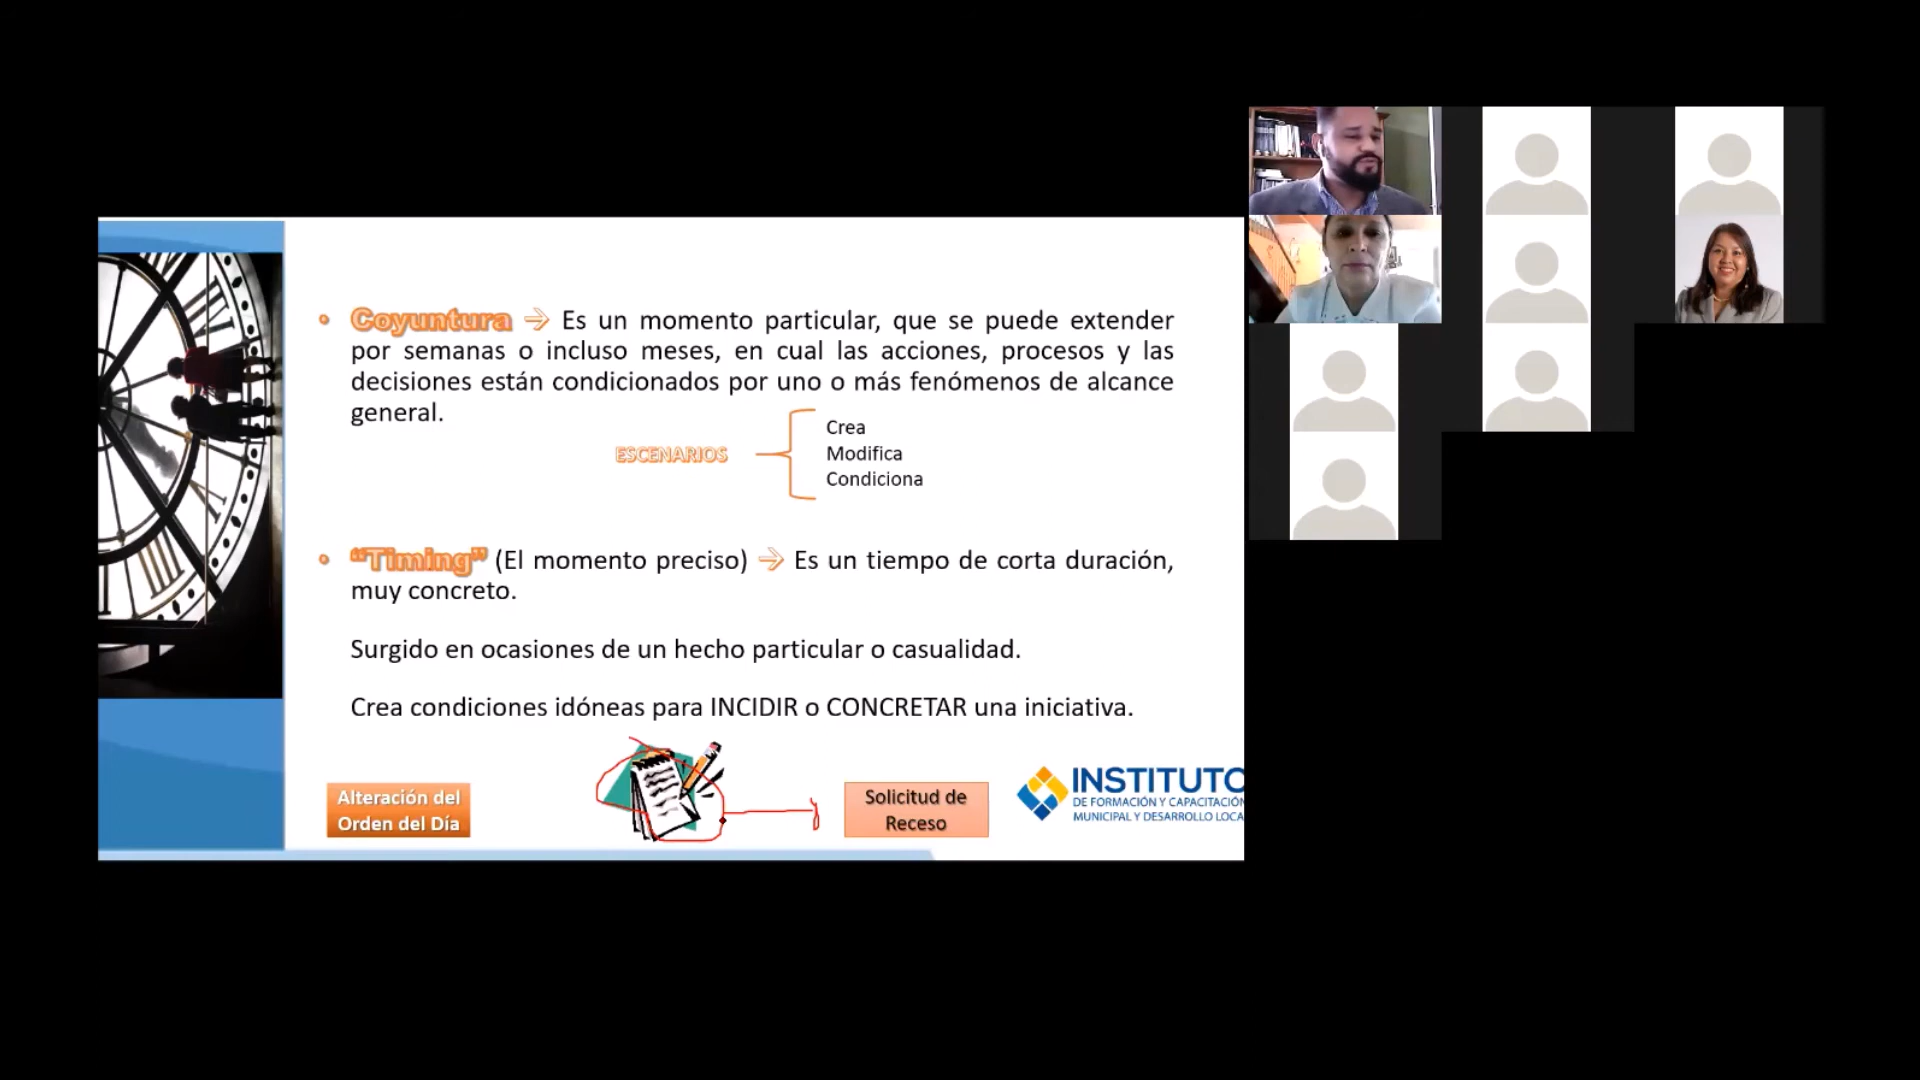 • Coyuntura → Es un momento particular, que se puede extender
por semanas o incluso meses, en cual las acciones, procesos y las
decisiones están condicionados por uno o más fenómenos de alcance
general.
ESCENARIOS
Crea
Modifica
Condiciona
• “Timing” (El momento preciso) → Es un tiempo de corta duración,
muy concreto.
Surgido en ocasiones de un hecho particular o casualidad.
Crea condiciones idóneas para INCIDIR o CONCRETAR una iniciativa.
Alteración del
Orden del Día
Solicitud de
Receso
INSTITUTO
DE FORMACIÓN Y CAPACITACIÓN
MUNICIPAL Y DESARROLLO LOCA